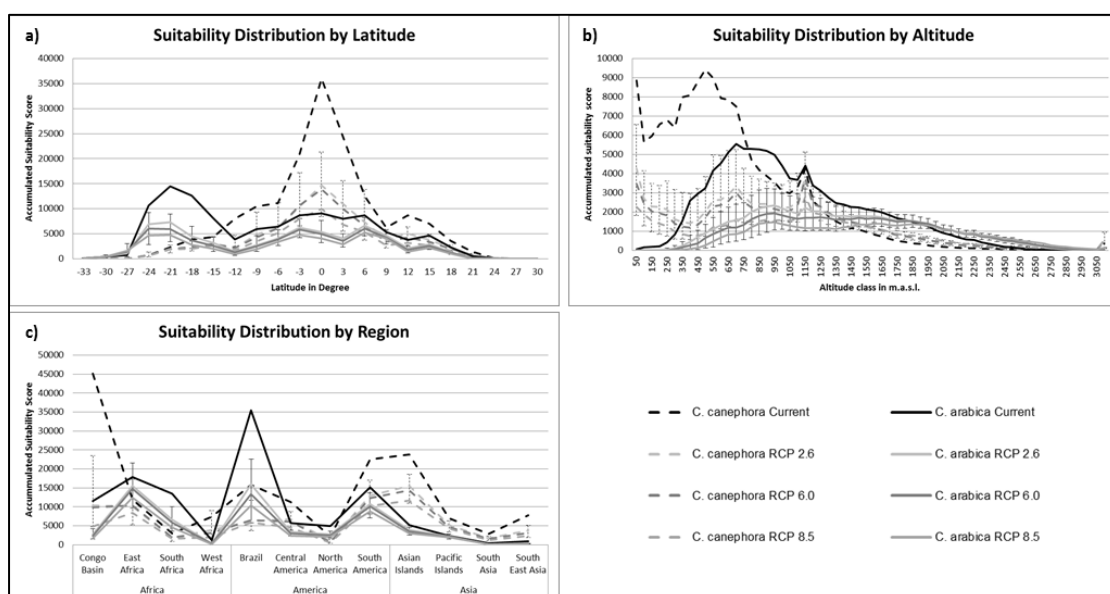 a)
Suitability Distribution by Latitude
Accumulated Suitability Score
40000
35000
30000
25000
20000
15000
10000
5000
0
-33 -30 -27 -24 -21 -18 -15 -12 -9 -6 -3 0 3 6 9 12 15 18 21 24 27 30
Latitude in Degree
b)
Suitability Distribution by Altitude
Accumulated Suitability score
10000
9000
8000
7000
6000
5000
4000
3000
2000
1000
0
50 150 250 350 450 550 650 750 850 950 1050 1150 1250 1350 1450 1550 1650 1750 1850 1950 2050 2150 2250 2350 2450 2550 2650 2750 2850 2950 3050
Altitude class in m.a.s.l.
c)
Suitability Distribution by Region
Accummulated Suitability Score
50000
45000
40000
35000
30000
25000
20000
15000
10000
5000
0
Congo East South West Brazil Central North South Asian Pacific South South
Basin Africa Africa Africa America America America Islands Islands Asia East Asia
Africa America Asia
C. canephora Current C. arabica Current
C. canephora RCP 2.6 C. arabica RCP 2.6
C. canephora RCP 6.0 C. arabica RCP 6.0
C. canephora RCP 8.5 C. arabica RCP 8.5